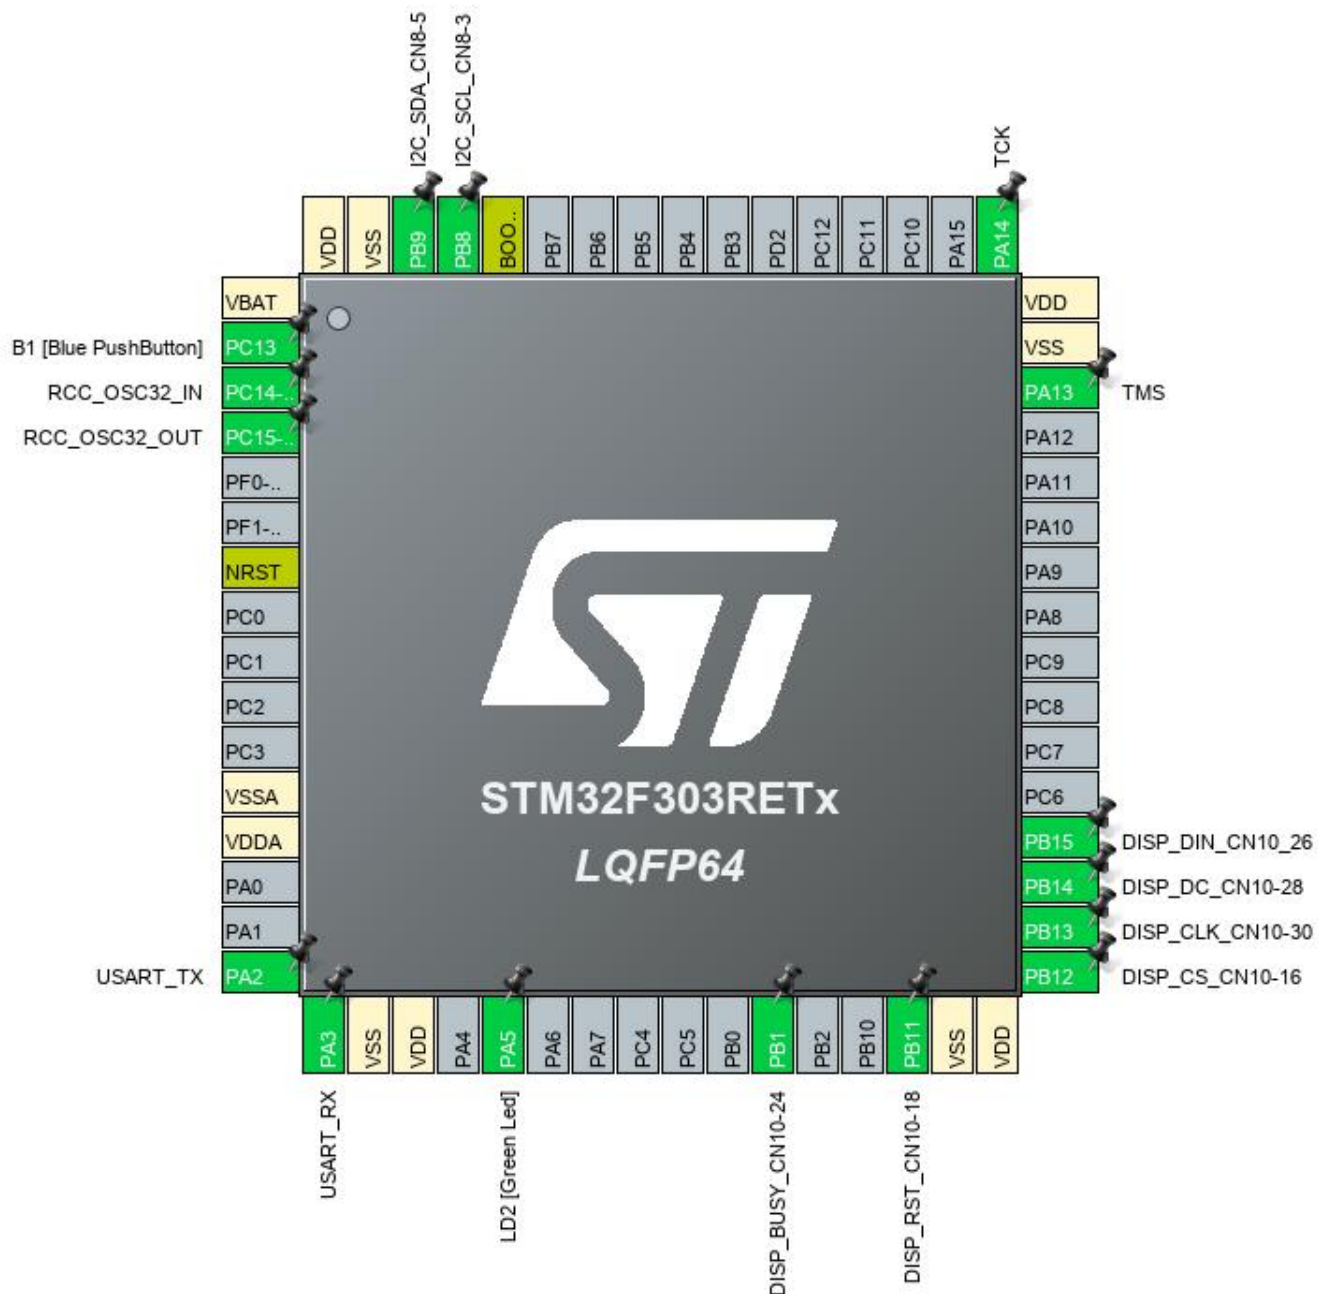 I2C_SDA_CN8-5
I2C_SCL_CN8-3
TCK
VDD
VSS
PB9
PB8
BOO..
PB7
PB6
PB5
PB4
PB3
PD2
PC12
PC11
PC10
PA15
PA14
VBAT
B1 [Blue PushButton]
PC13
RCC_OSC32_IN
PC14-..
RCC_OSC32_OUT
PC15-..
PF0-..
PF1-..
NRST
PC0
PC1
PC2
PC3
VSSA
VDDA
PA0
PA1
USART_TX
PA2
ST
STM32F303RETx
LQFP64
VDD
VSS
PA13
TMS
PA12
PA11
PA10
PA9
PA8
PC9
PC8
PC7
PC6
PB15
DISP_DIN_CN10_26
PB14
DISP_DC_CN10-28
PB13
DISP_CLK_CN10-30
PB12
DISP_CS_CN10-16
PA3
VSS
VDD
PA4
PA5
PA6
PA7
PC4
PC5
PB0
PB1
PB2
PB10
PB11
VSS
VDD
USART_RX
LD2 [Green Led]
DISP_BUSY_CN10-24
DISP_RST_CN10-18